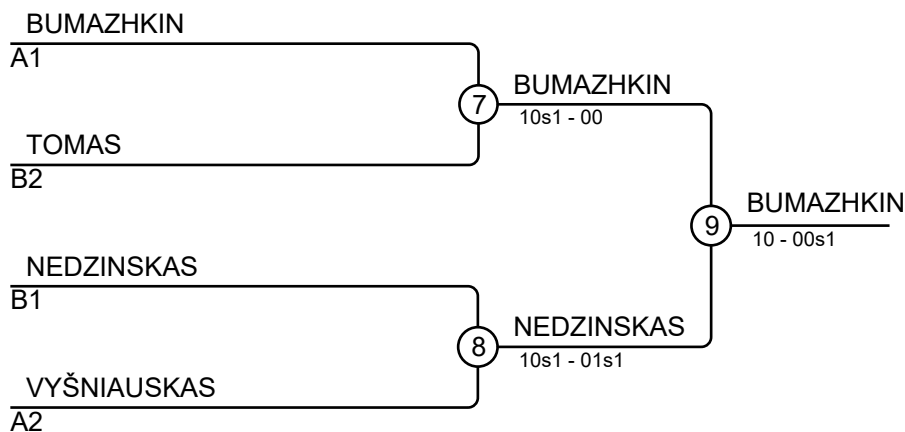 BUMAZHKIN
A1
7
BUMAZHKIN
10s1 - 00
TOMAS
B2
9
BUMAZHKIN
10 - 00s1
NEDZINSKAS
B1
8
NEDZINSKAS
10s1 - 01s1
VYŠNIAUSKAS
A2